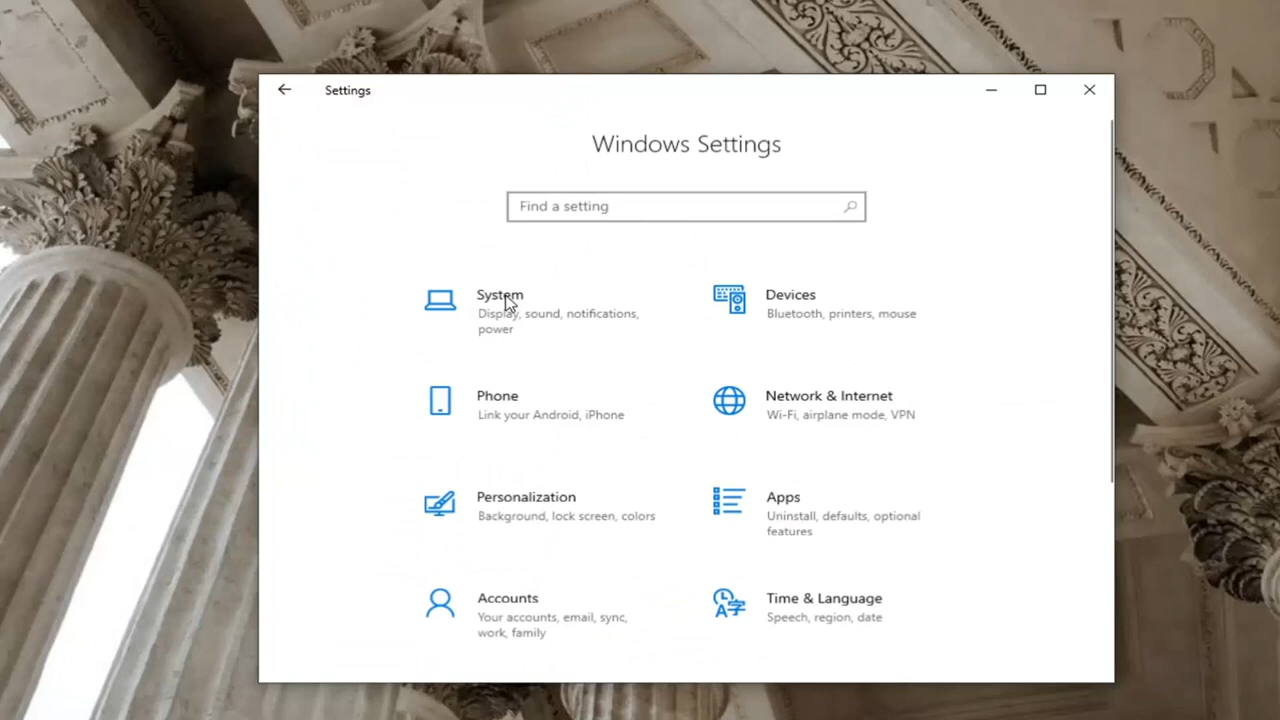 Settings
Windows Settings
Find a setting
System
Display, sound, notifications,
power
Devices
Bluetooth, printers, mouse
Phone
Link your Android, iPhone
Network & Internet
Wi-Fi, airplane mode, VPN
Personalization
Background, lock screen, colors
Apps
Uninstall, defaults, optional
features
Accounts
Your accounts, email, sync,
work, family
Time & Language
Speech, region, date